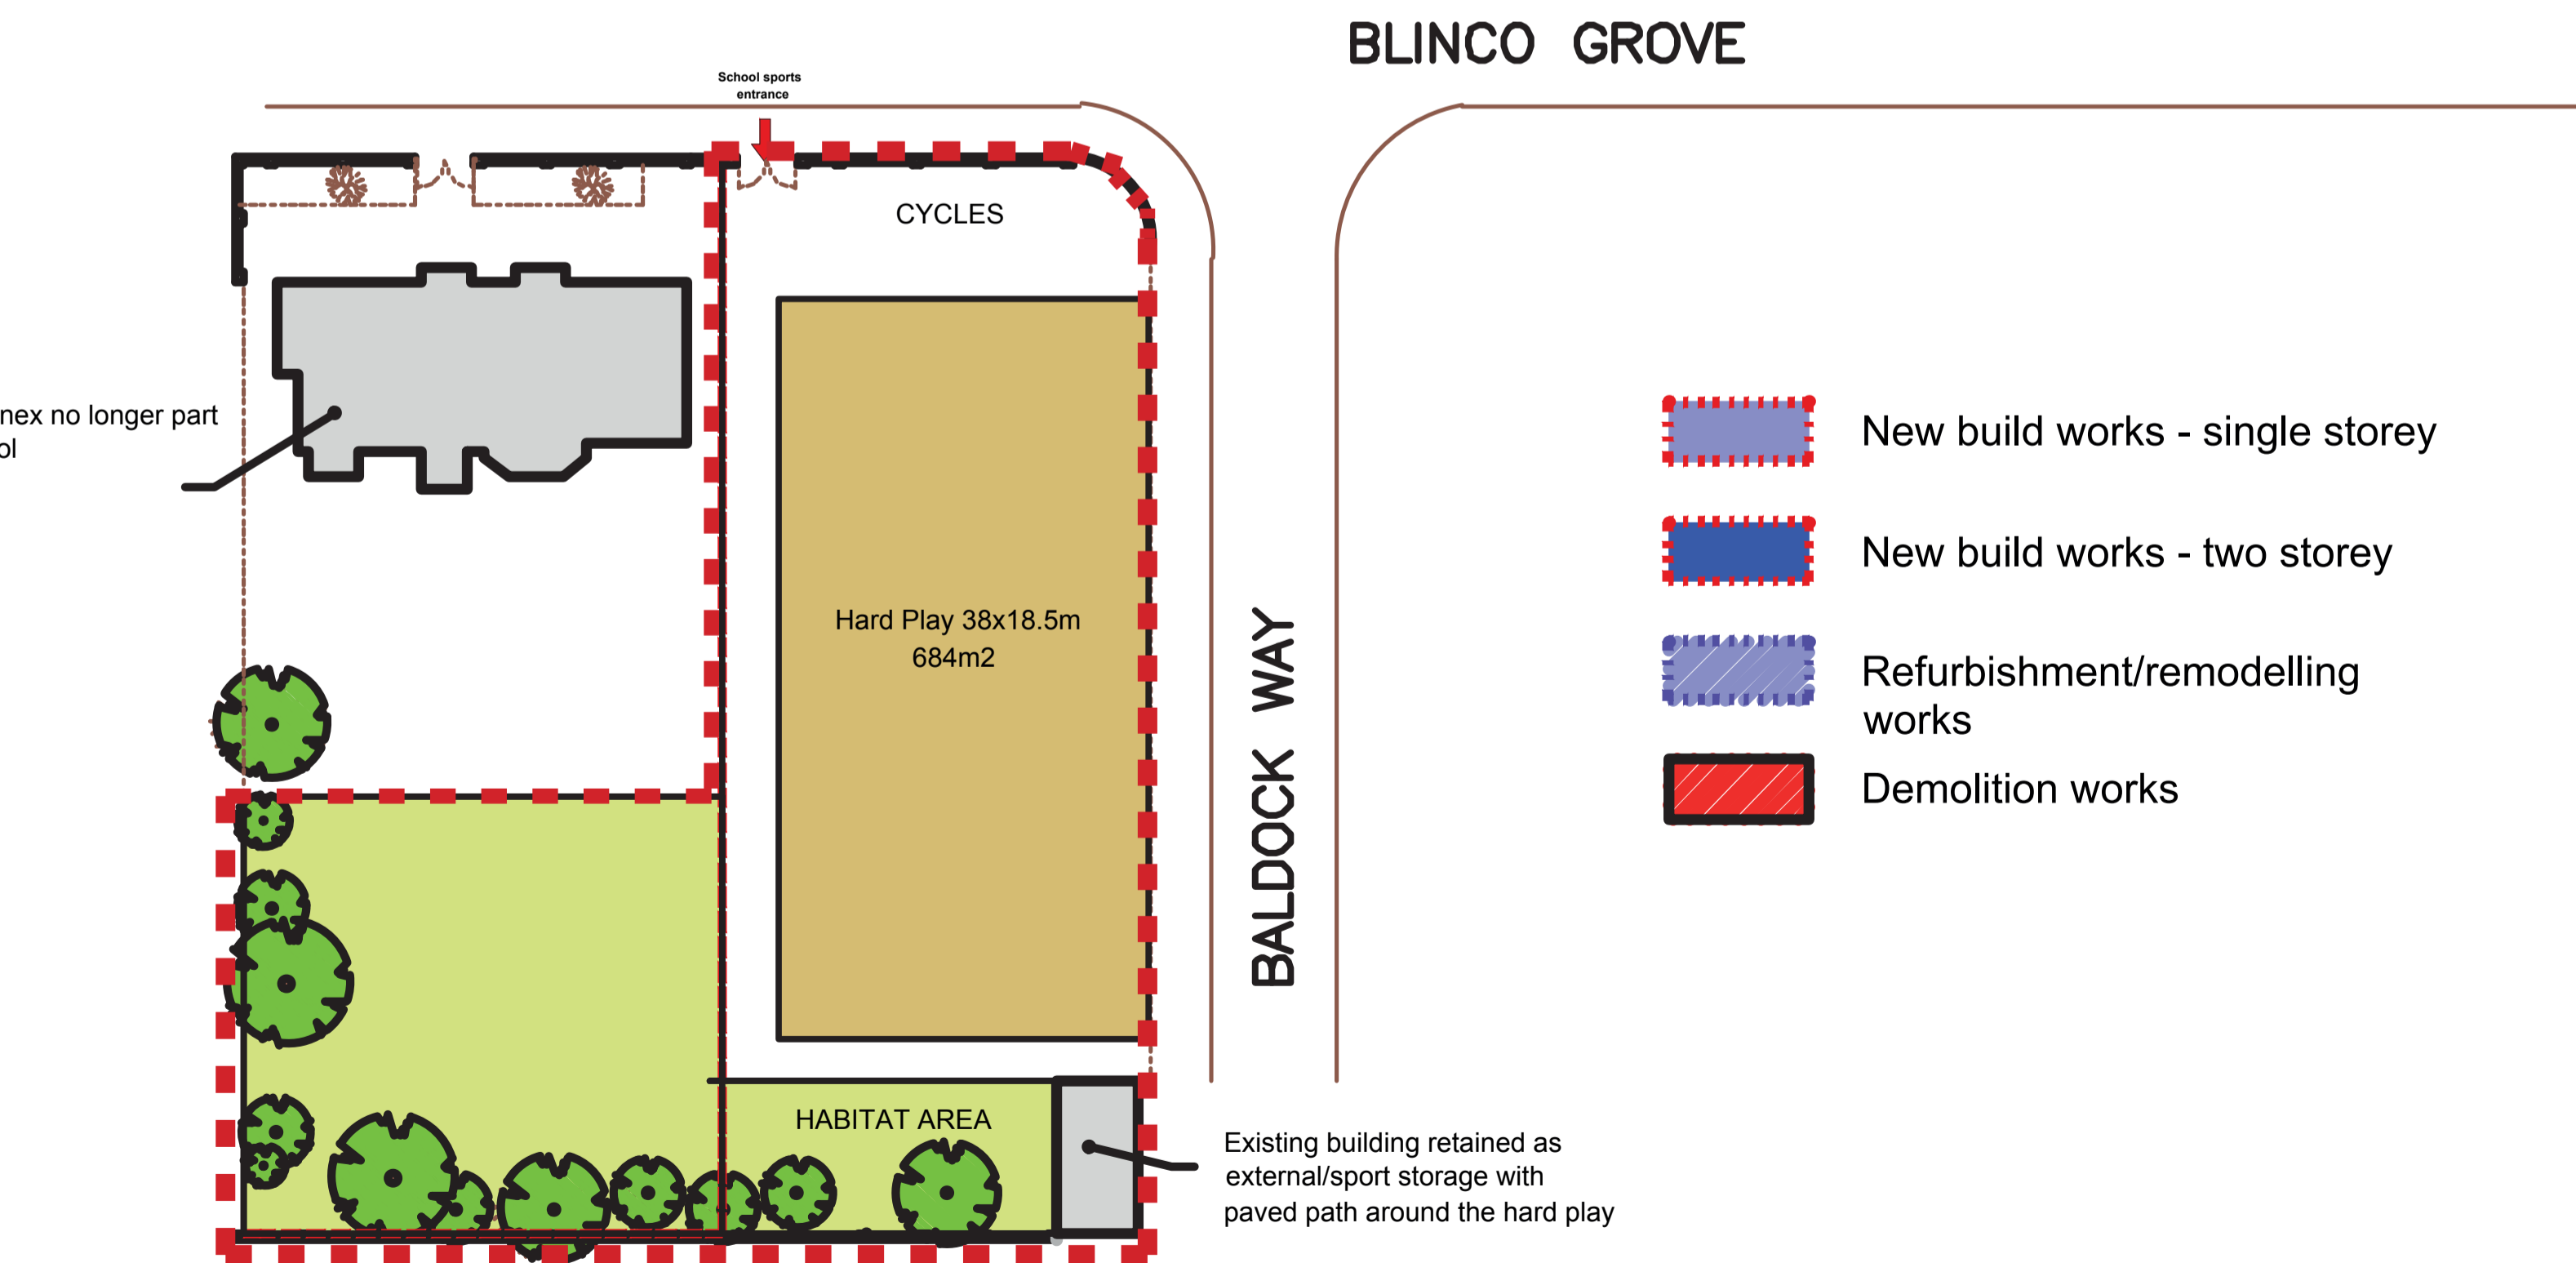 BLINCO GROVE
School sports
entrance
CYCLES
nex no longer part
ol
Hard Play 38x18.5m
684m2
BALDOCK WAY
HABITAT AREA
Existing building retained as
external/sport storage with
paved path around the hard play
New build works - single storey
New build works - two storey
Refurbishment/remodelling
works
Demolition works